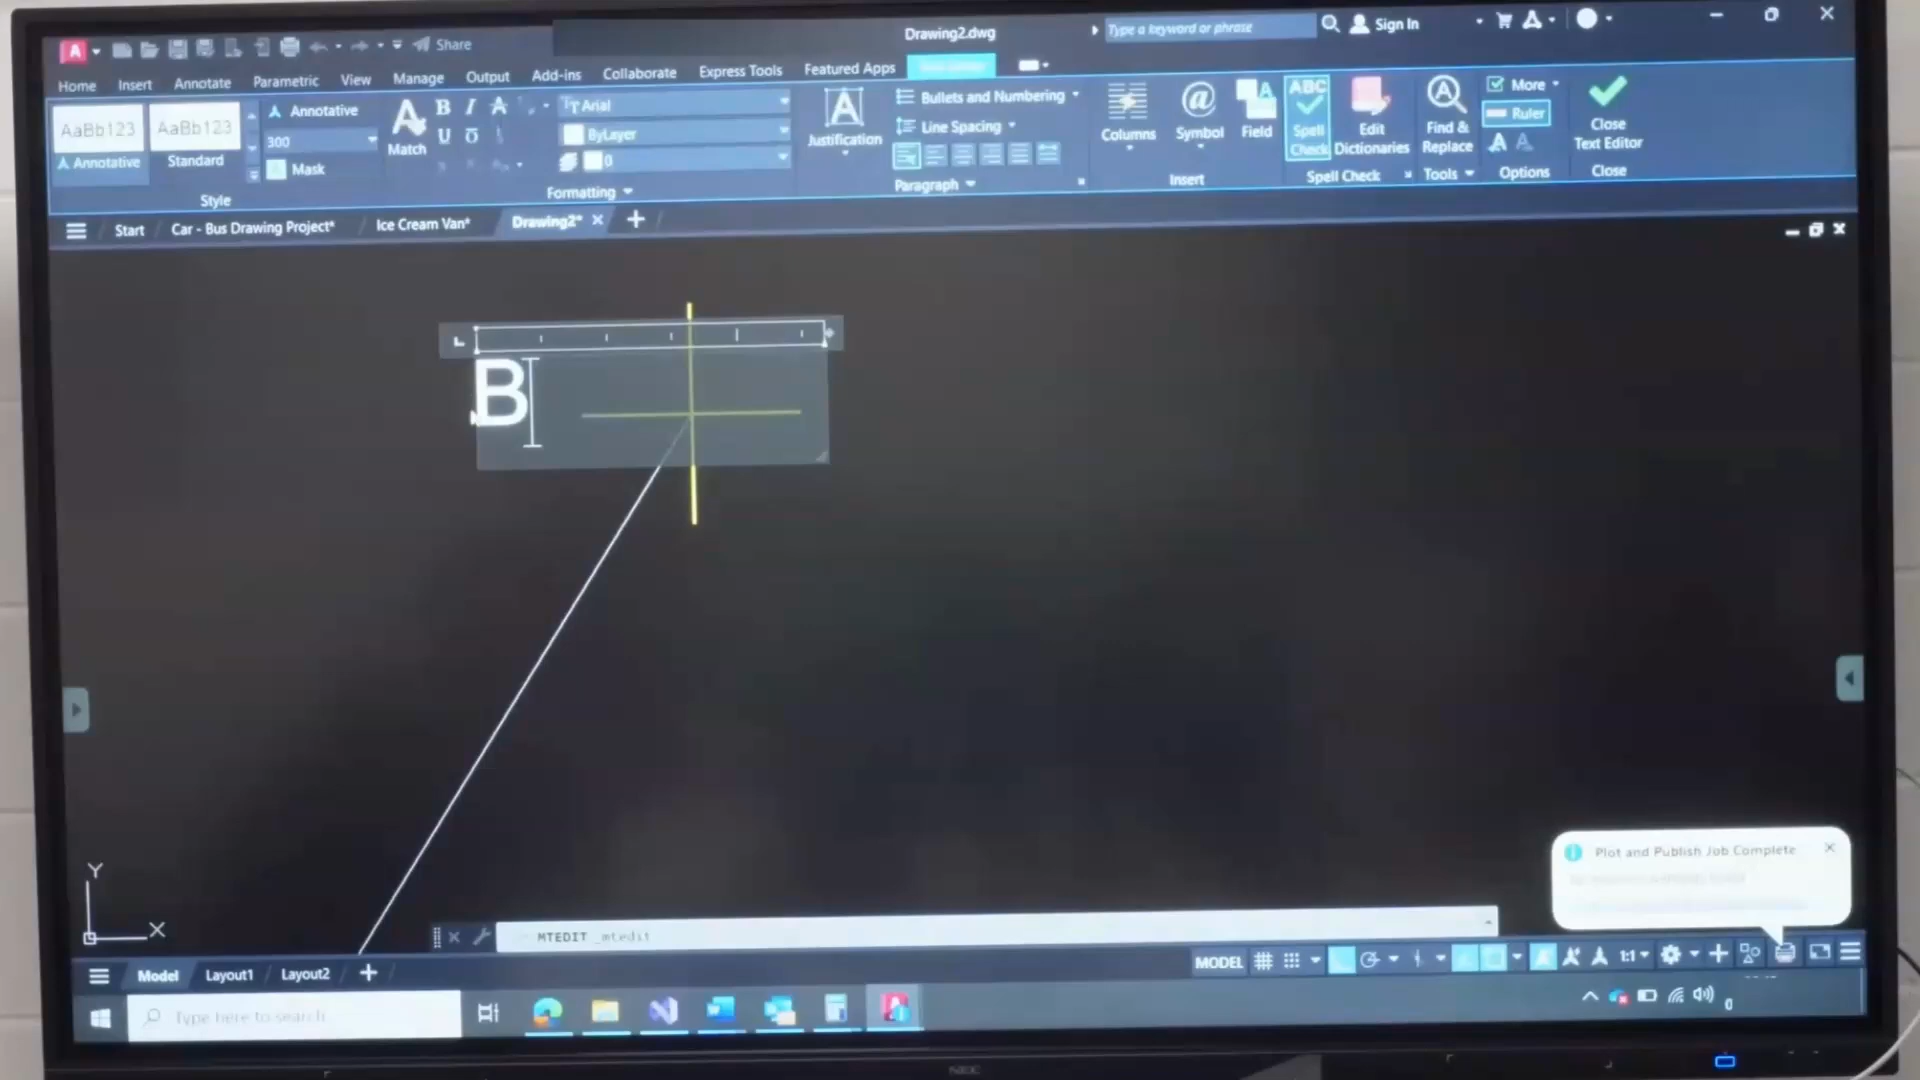 Share
Drawing2.dwg
Type a keyword or phrase
Sign In
Home Insert Annotate Parametric View Manage Output Add-ins Collaborate Express Tools Featured Apps
AaBb123 AaBb123
Annotative Standard
Annotative
300
Mask
Style
Match
B I A
U O
Arial
ByLayer
0
Formatting
A
Justification
Bullets and Numbering
Line Spacing
Paragraph
Columns
Symbol
Field
Insert
ABC
Spell Check
Edit Dictionaries
Spell Check
Find & Replace
Tools
More
Ruler
Options
Close Text Editor
Close
Start Car - Bus Drawing Project* Ice Cream Van* Drawing2*
B
Y
X
Plot and Publish Job Complete
MTEDIT _mtedit
Model Layout1 Layout2
MODEL
1:1
Type here to search
NEC